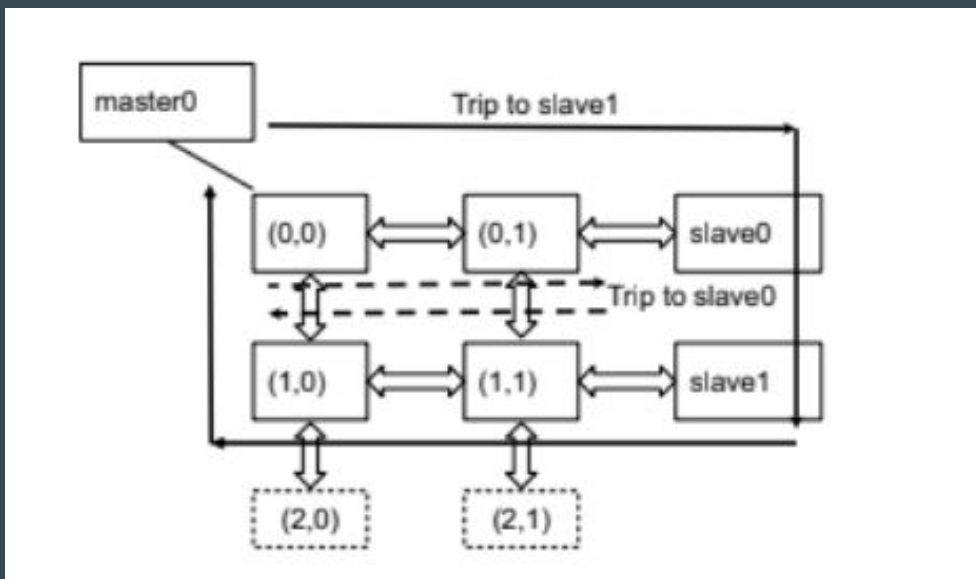 master0
Trip to slave1
(0,0)
(0,1)
slave0
Trip to slave0
(1,0)
(1,1)
slave1
(2,0)
(2,1)